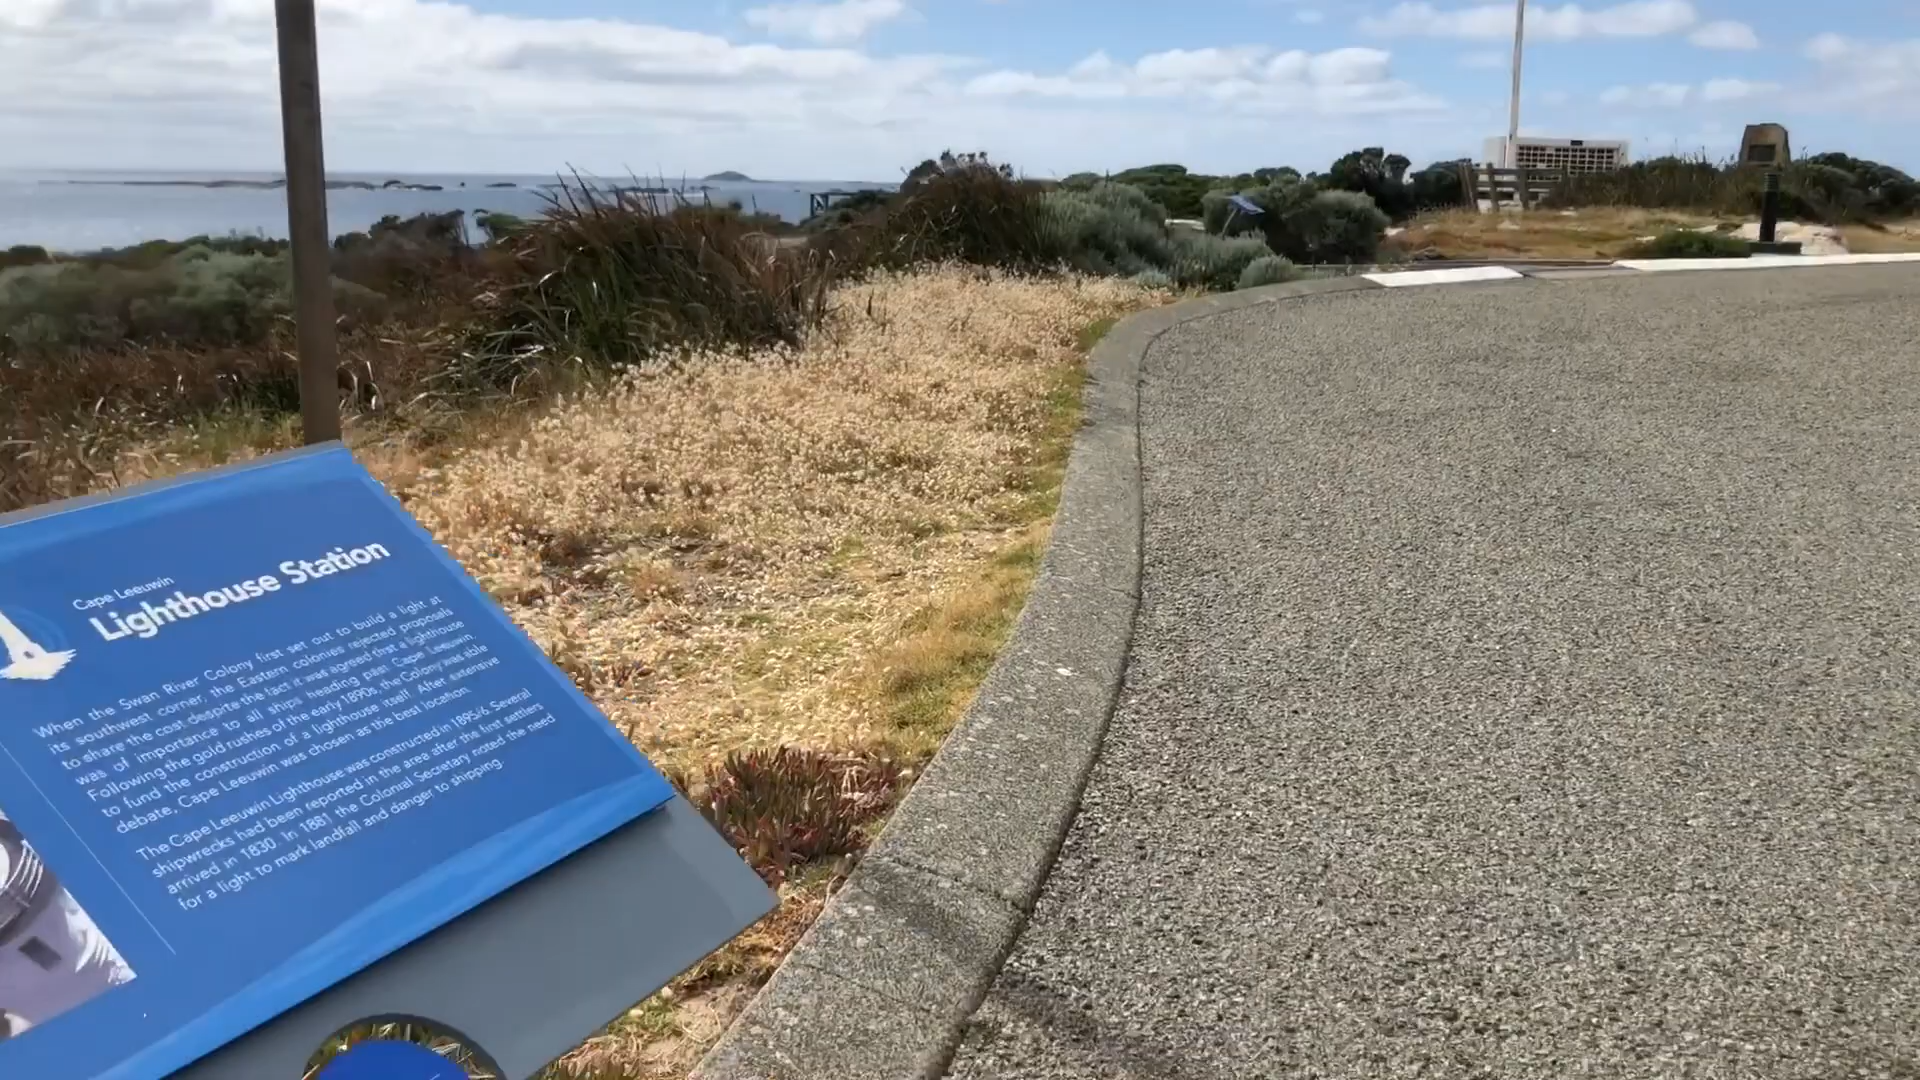 Cape Leeuwin
Lighthouse Station
When the Swan River Colony first set out to build a light at
its southwest corner, the Eastern colonies rejected proposals
to share the cost despite the fact it was agreed that a lighthouse
was of importance to all ships heading past Cape Leeuwin.
Following the gold rushes of the early 1890s, the Colony was able
to fund the construction of a lighthouse itself. After extensive
debate, Cape Leeuwin was chosen as the best location.
The Cape Leeuwin Lighthouse was constructed in 1895/6. Several
shipwrecks had been reported in the area after the first settlers
arrived in 1830. In 1881 the Colonial Secretary noted the need
for a light to mark landfall and danger to shipping.